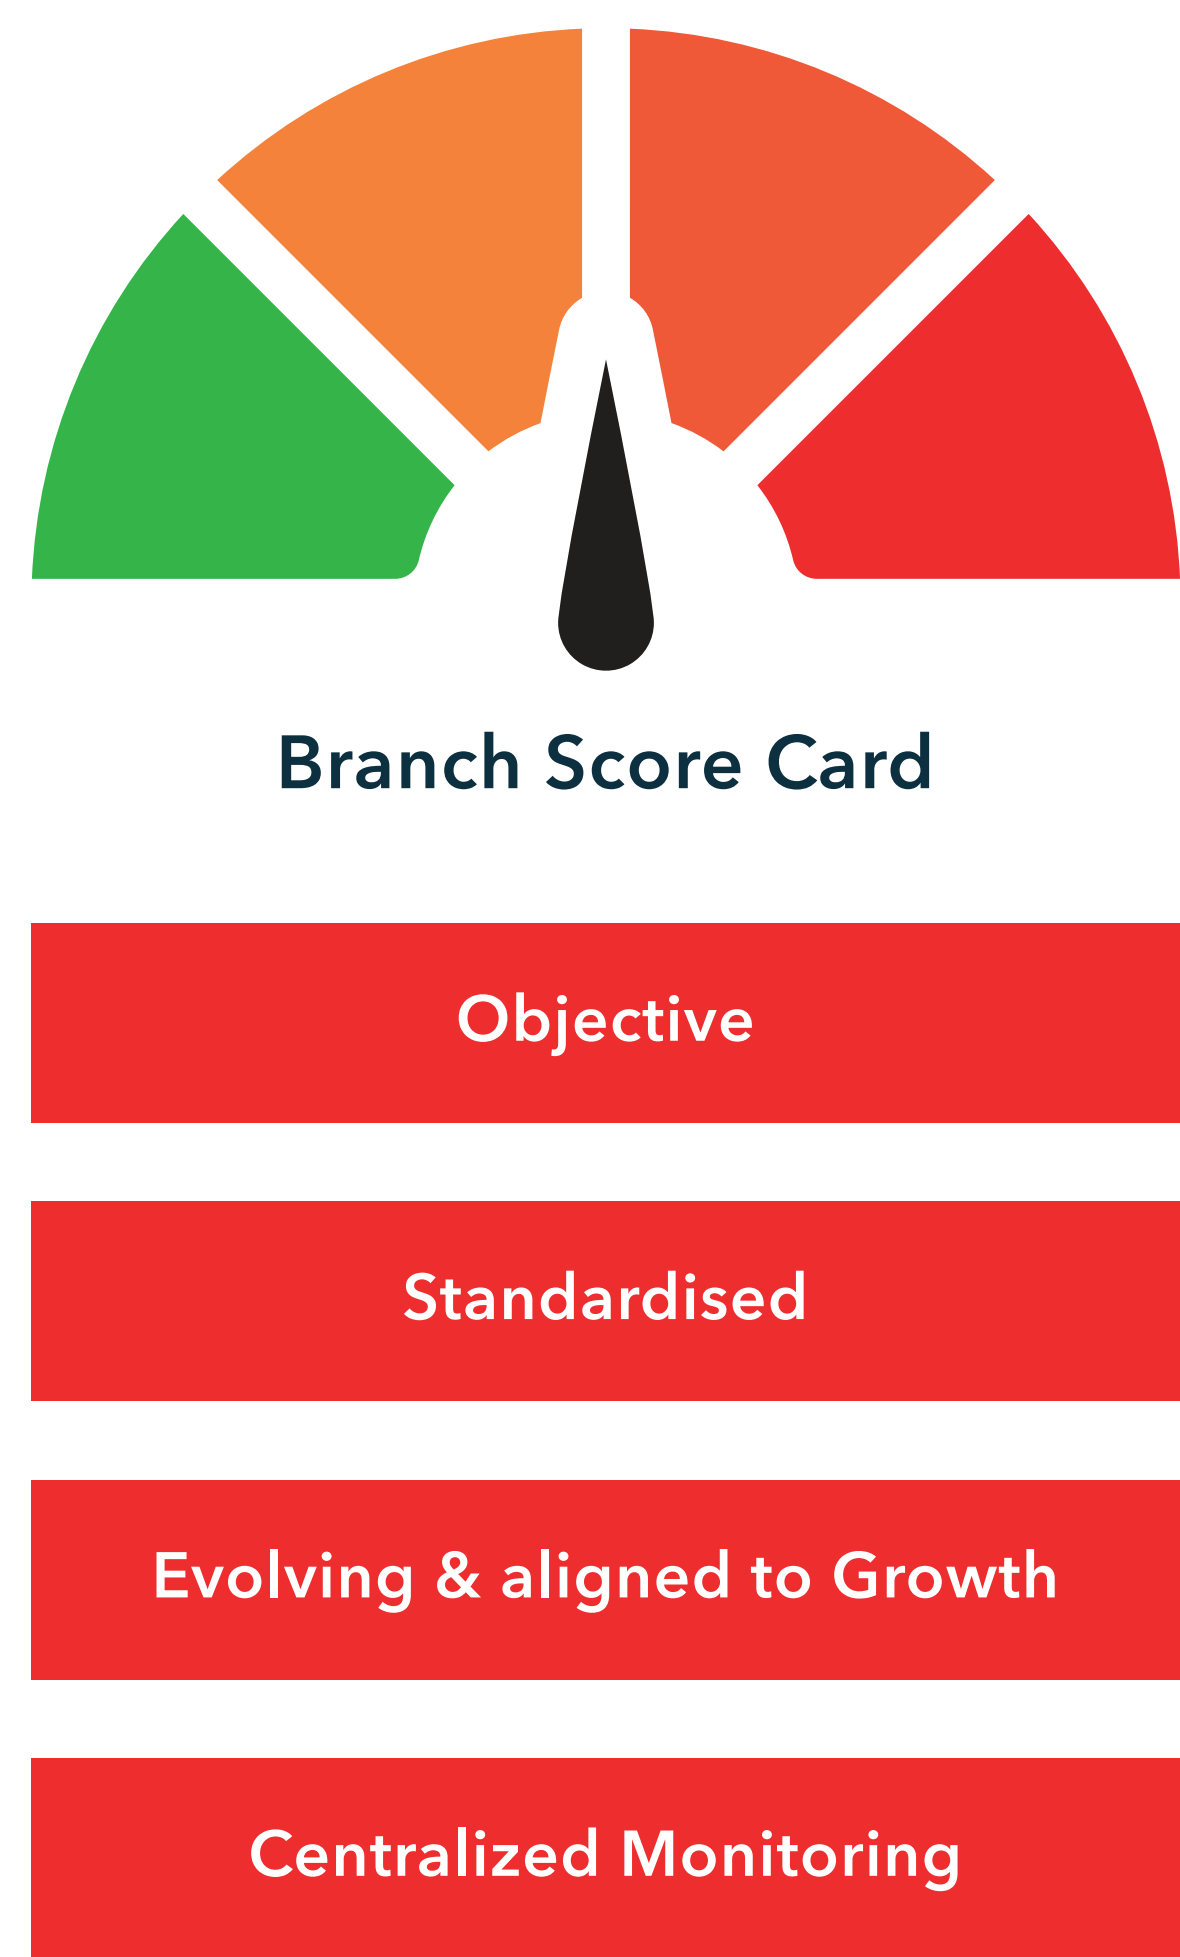 Branch Score Card
Objective
Standardised
Evolving & aligned to Growth
Centralized Monitoring